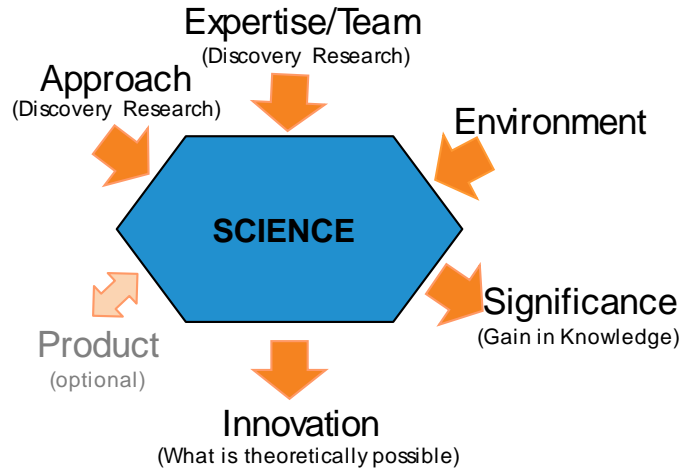 Expertise/Team
(Discovery Research)
Approach
(Discovery Research)
Environment
SCIENCE
Significance
(Gain in Knowledge)
Product
(optional)
Innovation
(What is theoretically possible)